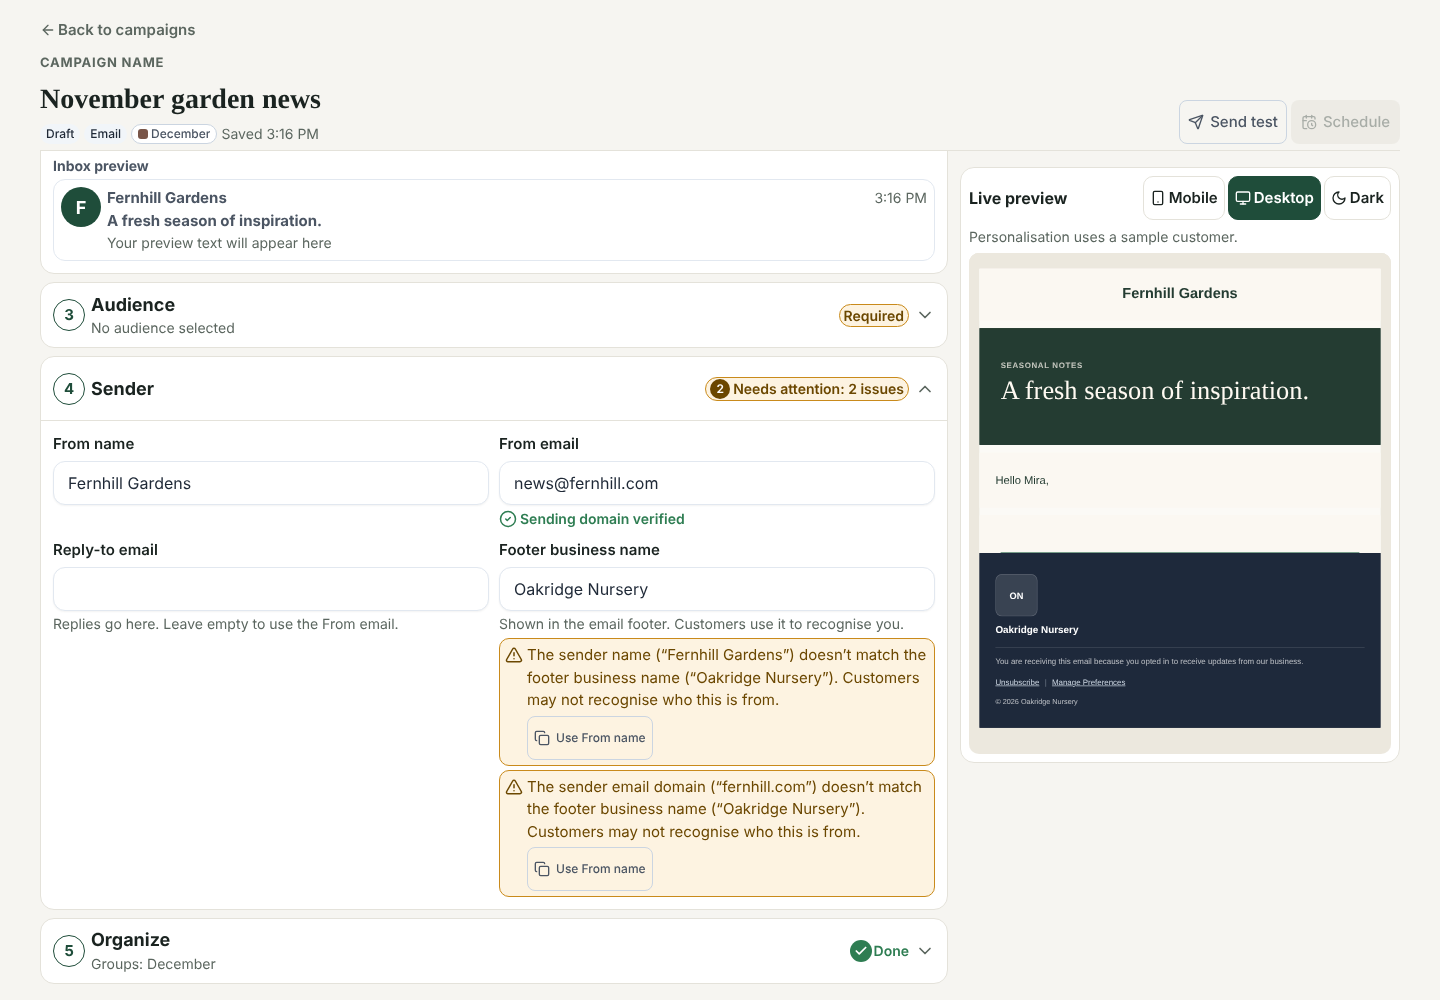 Back to campaigns
CAMPAIGN NAME
November garden news
Draft Email December Saved 3:16 PM
Send test Schedule
Inbox preview
F
Fernhill Gardens 3:16 PM
A fresh season of inspiration.
Your preview text will appear here
3 Audience
No audience selected
Required
4 Sender
2 Needs attention: 2 issues
From name
Fernhill Gardens
From email
news@fernhill.com
Sending domain verified
Reply-to email
Replies go here. Leave empty to use the From email.
Footer business name
Oakridge Nursery
Shown in the email footer. Customers use it to recognise you.
The sender name (“Fernhill Gardens”) doesn’t match the
footer business name (“Oakridge Nursery”). Customers
may not recognise who this is from.
Use From name
The sender email domain (“fernhill.com”) doesn’t match
the footer business name (“Oakridge Nursery”).
Customers may not recognise who this is from.
Use From name
5 Organize
Groups: December
Done
Live preview
Mobile Desktop Dark
Personalisation uses a sample customer.
Fernhill Gardens
SEASONAL NOTES
A fresh season of inspiration.
Hello Mira,
ON
Oakridge Nursery
You are receiving this email because you opted in to receive updates from our business.
Unsubscribe | Manage Preferences
© 2026 Oakridge Nursery